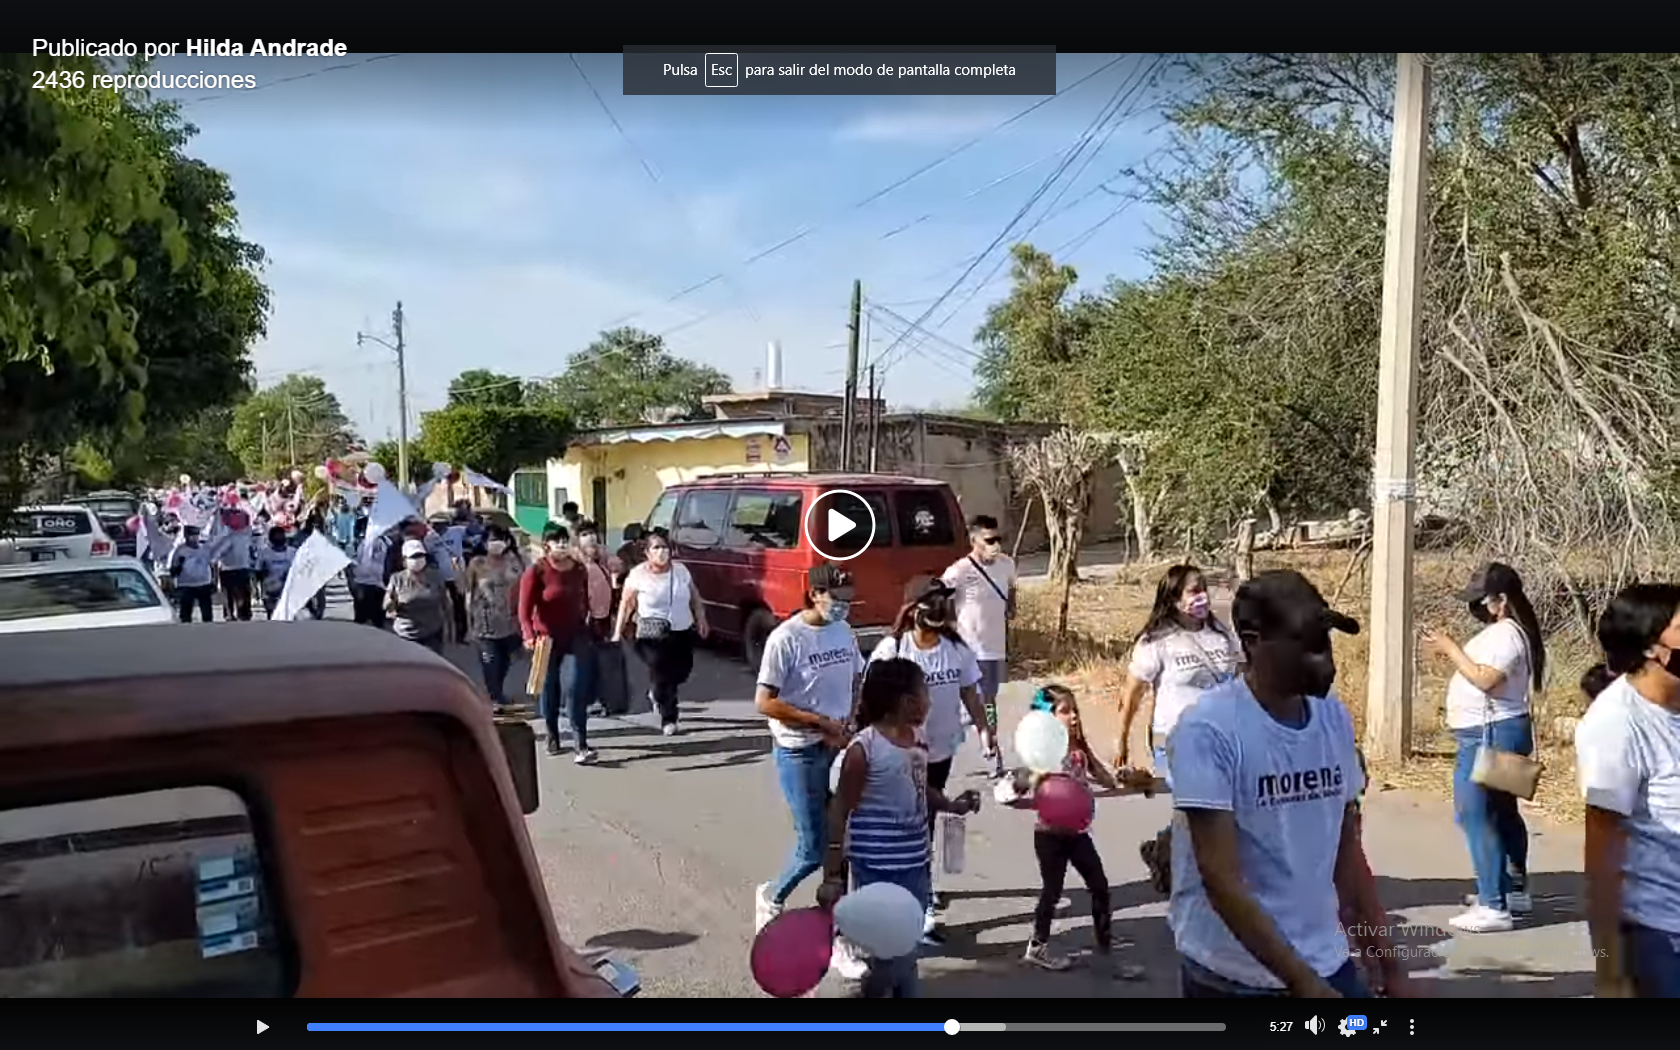 Publicado por Hilda Andrade
2436 reproducciones
Pulsa Esc para salir del modo de pantalla completa
TOÑO
morena
morena
morena
morena
Activar Windows
5:27
HD